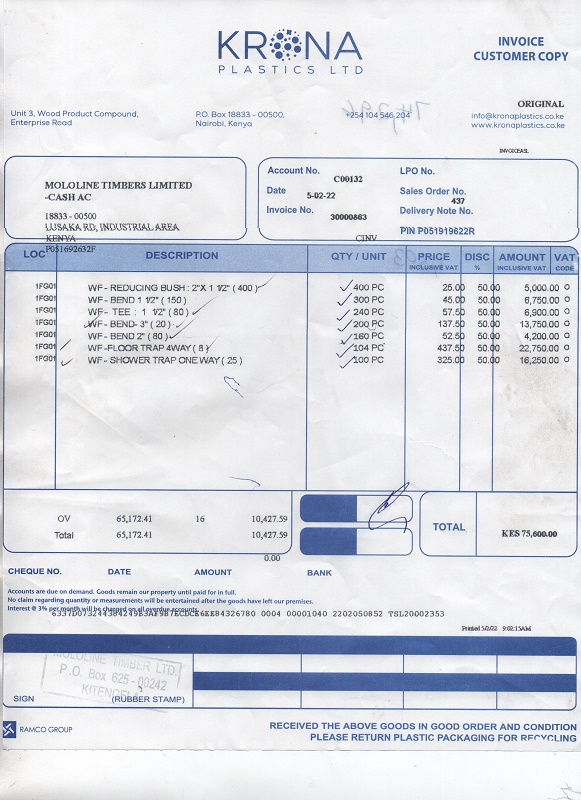 KRONA
PLASTICS LTD
INVOICE
CUSTOMER COPY
ORIGINAL
Unit 3, Wood Product Compound,
Enterprise Road
P.O. Box 18833 - 00500,
Nairobi, Kenya
+254 104 546 204
info@kronaplastics.co.ke
www.kronaplastics.co.ke
INVOICE/SL
MOLOLINE TIMBERS LIMITED
-CASH AC
18833 - 00500
LUSAKA RD, INDUSTRIAL AREA
KENYA
P051692632F
Account No. C00132
Date 5-02-22
Invoice No. 30000863
CINV
LPO No.
Sales Order No. 437
Delivery Note No.
PIN P051919622R
LOC DESCRIPTION QTY / UNIT PRICE INCLUSIVE VAT DISC % AMOUNT INCLUSIVE VAT VAT CODE
1FG01 WF - REDUCING BUSH : 2"X 1 1/2" ( 400 ) 400 PC 25.00 50.00 5,000.00 O
1FG01 WF - BEND 1 1/2" ( 150 ) 300 PC 45.00 50.00 6,750.00 O
1FG01 WF - TEE : 1 1/2" ( 80 ) 240 PC 57.50 50.00 6,900.00 O
1FG01 WF - BEND- 3" ( 20 ) 200 PC 137.50 50.00 13,750.00 O
1FG01 WF - BEND 2" ( 80 ) 160 PC 52.50 50.00 4,200.00 O
1FG01 WF -FLOOR TRAP 4WAY ( 8 ) 104 PC 437.50 50.00 22,750.00 O
1FG01 WF - SHOWER TRAP ONE WAY ( 25 ) 100 PC 325.00 50.00 16,250.00 O
OV 65,172.41 16 10,427.59
Total 65,172.41 10,427.59
0.00
TOTAL KES 75,600.00
CHEQUE NO. DATE AMOUNT BANK
Accounts are due on demand. Goods remain our property until paid for in full.
No claim regarding quantity or measurements will be entertained after the goods have left our premises.
Interest @ 3% per month will be charged on all overdue accounts
0004 00001040 2202050852 TSL20002353
Printed 5/2/22 9:02:15AM
MOLOLINE TIMBER LTD.
P.O. Box 625 - 00242
KITENGELA
SIGN (RUBBER STAMP)
RAMCO GROUP
RECEIVED THE ABOVE GOODS IN GOOD ORDER AND CONDITION
PLEASE RETURN PLASTIC PACKAGING FOR RECYCLING